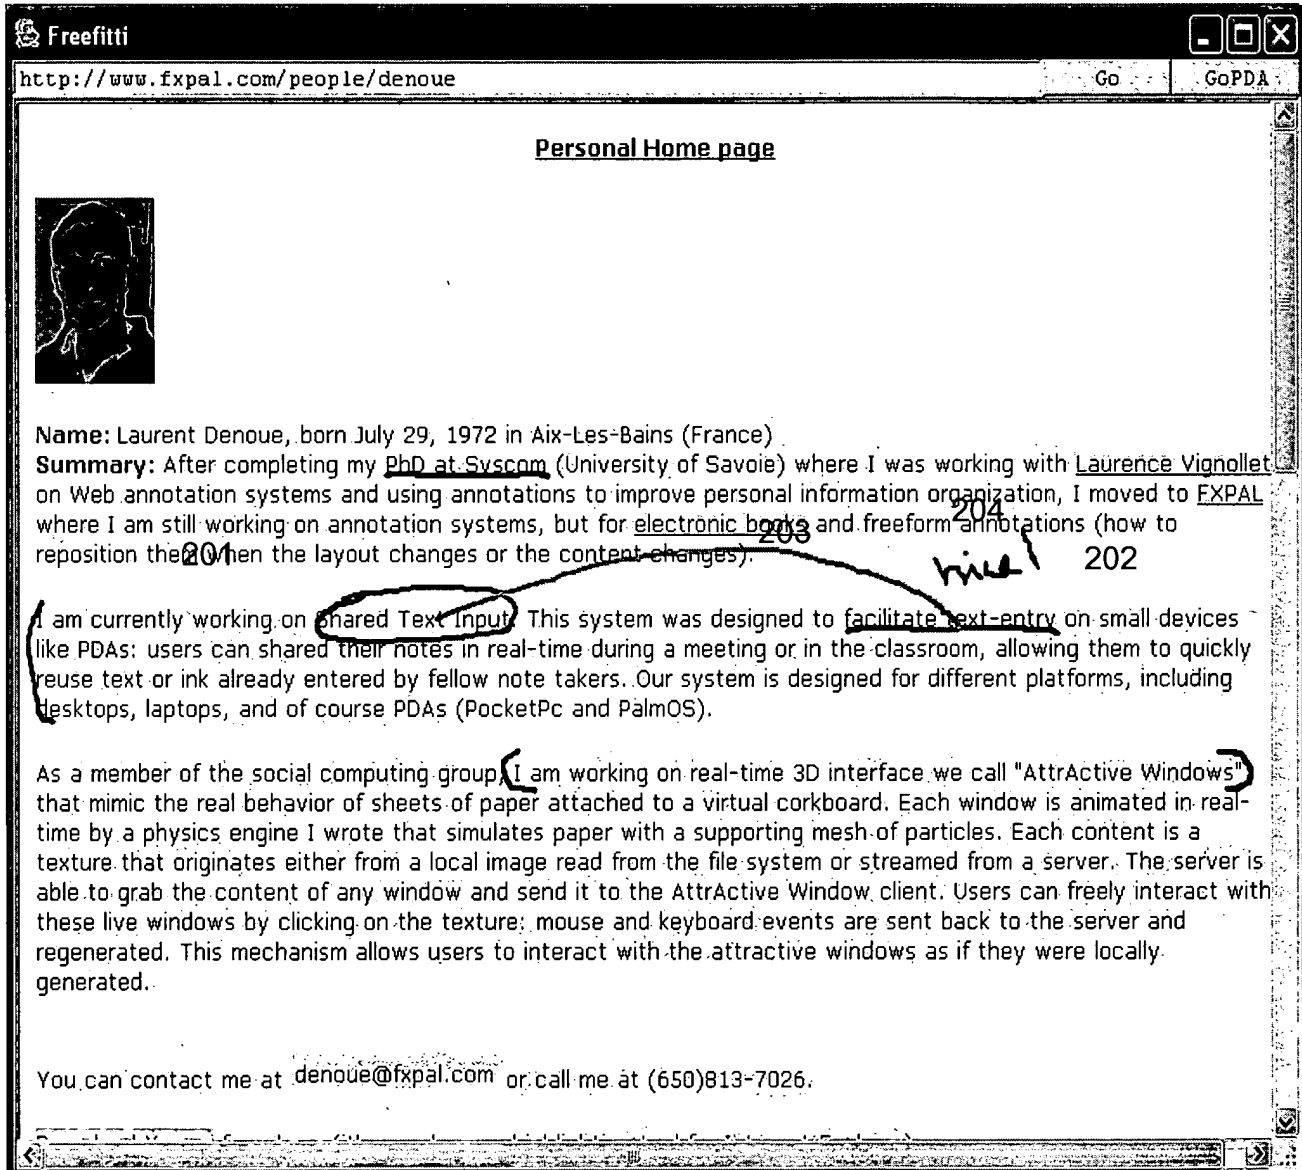 Freefitti
http://www.fxpal.com/people/denoue Go GoPDA
Personal Home page
Name: Laurent Denoue, born July 29, 1972 in Aix-Les-Bains (France)
Summary: After completing my PhD at Syscom (University of Savoie) where I was working with Laurence Vignollet
on Web annotation systems and using annotations to improve personal information organization, I moved to FXPAL
204
where I am still working on annotation systems, but for electronic books and freeform annotations (how to
203
reposition them when the layout changes or the content changes).
201
nice 202
I am currently working on Shared Text Input. This system was designed to facilitate text-entry on small devices
like PDAs: users can shared their notes in real-time during a meeting or in the classroom, allowing them to quickly
reuse text or ink already entered by fellow note takers. Our system is designed for different platforms, including
desktops, laptops, and of course PDAs (PocketPc and PalmOS).
As a member of the social computing group, I am working on real-time 3D interface we call "AttrActive Windows"
that mimic the real behavior of sheets of paper attached to a virtual corkboard. Each window is animated in real-
time by a physics engine I wrote that simulates paper with a supporting mesh of particles. Each content is a
texture that originates either from a local image read from the file system or streamed from a server. The server is
able to grab the content of any window and send it to the AttrActive Window client. Users can freely interact with
these live windows by clicking on the texture: mouse and keyboard events are sent back to the server and
regenerated. This mechanism allows users to interact with the attractive windows as if they were locally
generated.
You can contact me at denoue@fxpal.com or call me at (650)813-7026.